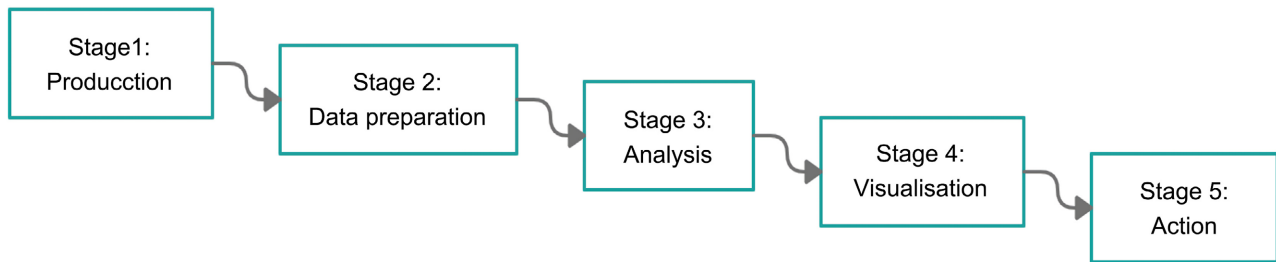 Stage1:
Producction
Stage 2:
Data preparation
Stage 3:
Analysis
Stage 4:
Visualisation
Stage 5:
Action